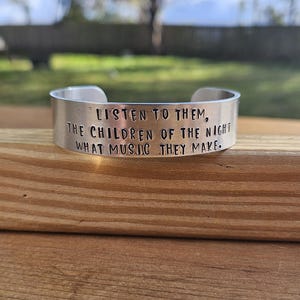 LISTEN TO THEM,
THE CHILDREN OF THE NIGHT
WHAT MUSIC THEY MAKE.